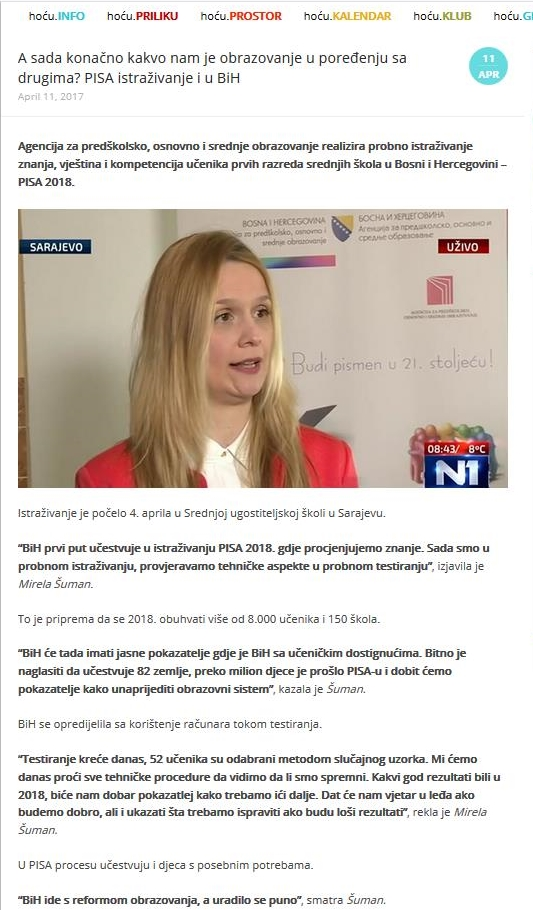 hoću.INFO hoću.PRILIKU hoću.PROSTOR hoću.KALENDAR hoću.KLUB
A sada konačno kakvo nam je obrazovanje u poređenju sa
drugima? PISA istraživanje i u BiH
11
APR
April 11, 2017
Agencija za predškolsko, osnovno i srednje obrazovanje realizira probno istraživanje
znanja, vještina i kompetencija učenika prvih razreda srednjih škola u Bosni i Hercegovini –
PISA 2018.
BOSNA I HERCEGOVINA
za predškolsko, osnovno i
srednje obrazovanje
БОСНА И ХЕРЦЕГОВИНА
Агенција за предшколско, основно и
средње образовање
SARAJEVO
UŽIVO
Budi pismen u 21. stoljeću!
08:43/ 8°C
N1
Istraživanje je počelo 4. aprila u Srednjoj ugostiteljskoj školi u Sarajevu.
“BiH prvi put učestvuje u istraživanju PISA 2018. gdje procjenjujemo znanje. Sada smo u
probnom istraživanju, provjeravamo tehničke aspekte u probnom testiranju”, izjavila je
Mirela Šuman.
To je priprema da se 2018. obuhvati više od 8.000 učenika i 150 škola.
“BiH će tada imati jasne pokazatelje gdje je BiH sa učeničkim dostignućima. Bitno je
naglasiti da učestvuje 82 zemlje, preko milion djece je prošlo PISA-u i dobit ćemo
pokazatelje kako unaprijediti obrazovni sistem”, kazala je Šuman.
BiH se opredijelila sa korištenje računara tokom testiranja.
“Testiranje kreće danas, 52 učenika su odabrani metodom slučajnog uzorka. Mi ćemo
danas proći sve tehničke procedure da vidimo da li smo spremni. Kakvi god rezultati bili u
2018, biće nam dobar pokazatlej kako trebamo ići dalje. Dat će nam vjetar u leđa ako
budemo dobro, ali i ukazati šta trebamo ispraviti ako budu loši rezultati”, rekla je Mirela
Šuman.
U PISA procesu učestvuju i djeca s posebnim potrebama.
“BiH ide s reformom obrazovanja, a uradilo se puno”, smatra Šuman.